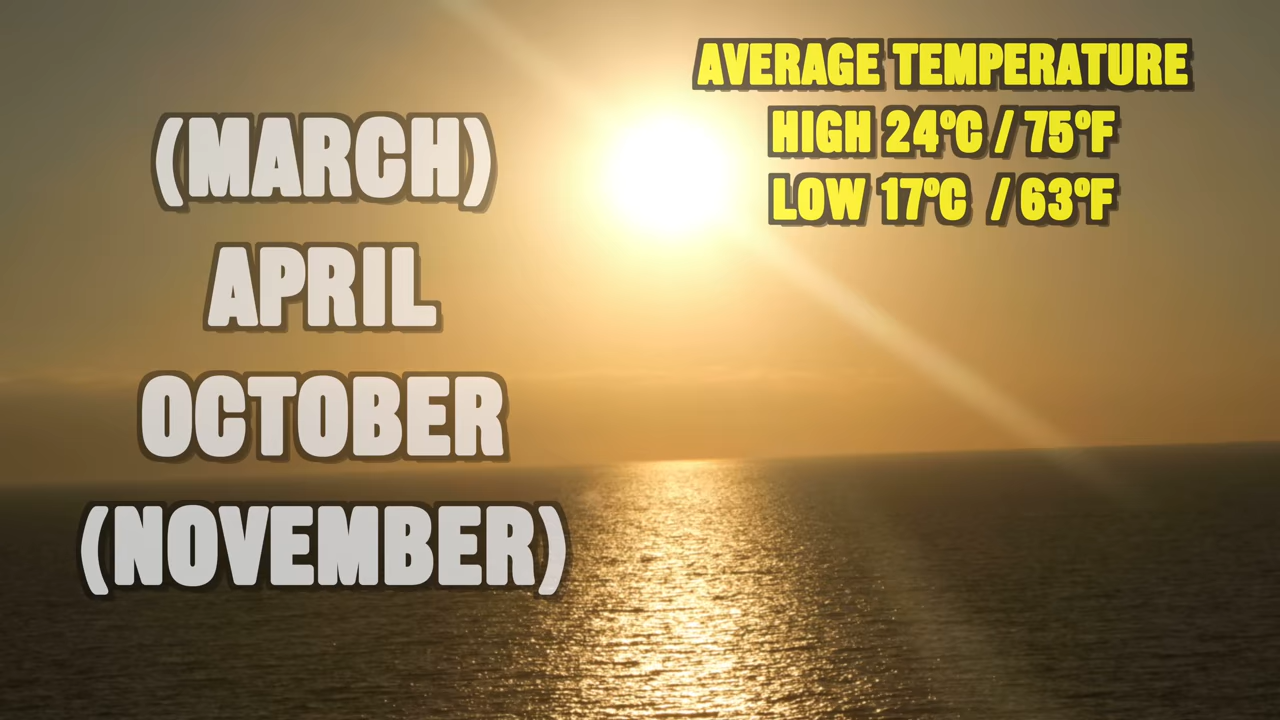 (MARCH)
APRIL
OCTOBER
(NOVEMBER)
AVERAGE TEMPERATURE
HIGH 24ºC / 75ºF
LOW 17ºC / 63ºF